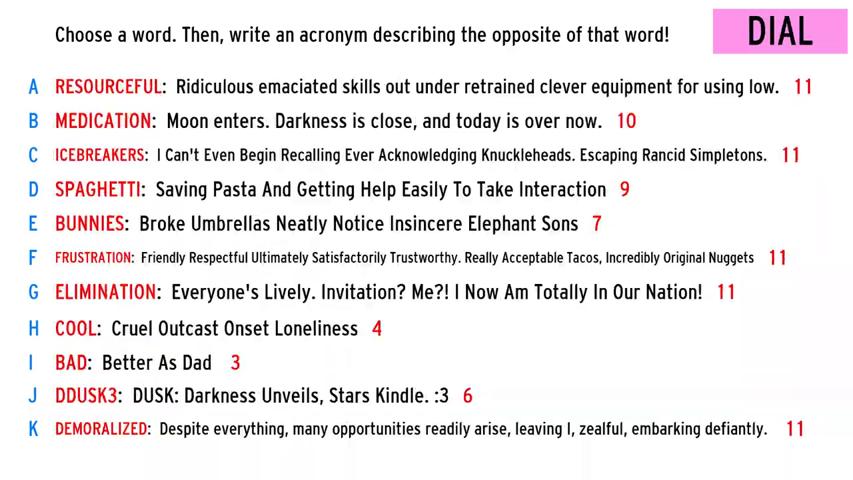 Choose a word. Then, write an acronym describing the opposite of that word!
DIAL
A RESOURCEFUL: Ridiculous emaciated skills out under retrained clever equipment for using low. 11
B MEDICATION: Moon enters. Darkness is close, and today is over now. 10
C ICEBREAKERS: I Can't Even Begin Recalling Ever Acknowledging Knuckleheads. Escaping Rancid Simpletons. 11
D SPAGHETTI: Saving Pasta And Getting Help Easily To Take Interaction 9
E BUNNIES: Broke Umbrellas Neatly Notice Insincere Elephant Sons 7
F FRUSTRATION: Friendly Respectful Ultimately Satisfactorily Trustworthy. Really Acceptable Tacos, Incredibly Original Nuggets 11
G ELIMINATION: Everyone's Lively. Invitation? Me?! I Now Am Totally In Our Nation! 11
H COOL: Cruel Outcast Onset Loneliness 4
I BAD: Better As Dad 3
J DDUSK3: DUSK: Darkness Unveils, Stars Kindle. :3 6
K DEMORALIZED: Despite everything, many opportunities readily arise, leaving I, zealful, embarking defiantly. 11